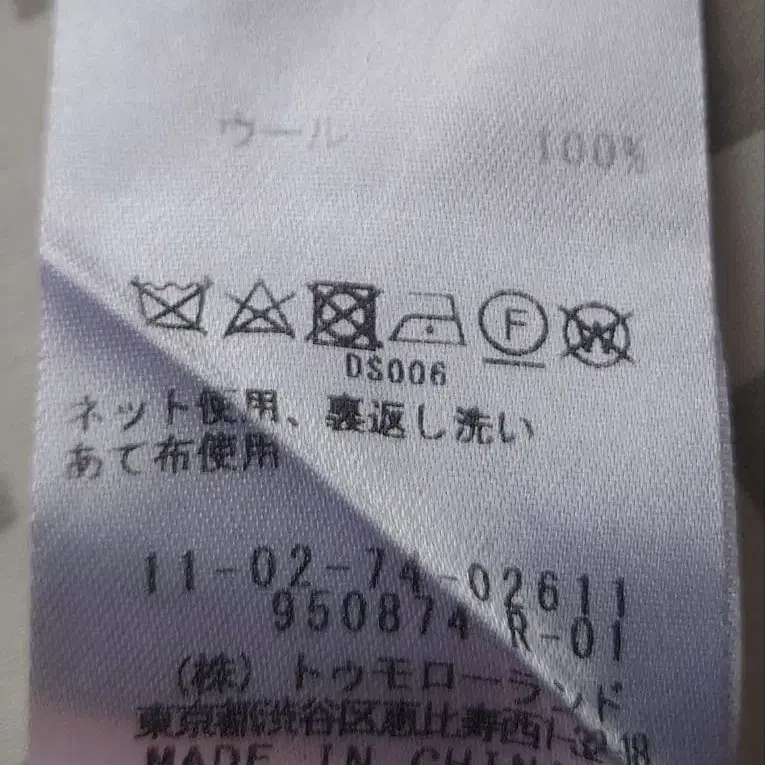 ウール 100%
F W
DS006
ネット使用、裏返し洗い
あて布使用
11-02-74-02611
950874 R-01
(株) トゥモローランド
東京都渋谷区恵比寿西1-32-18
MADE IN CHINA